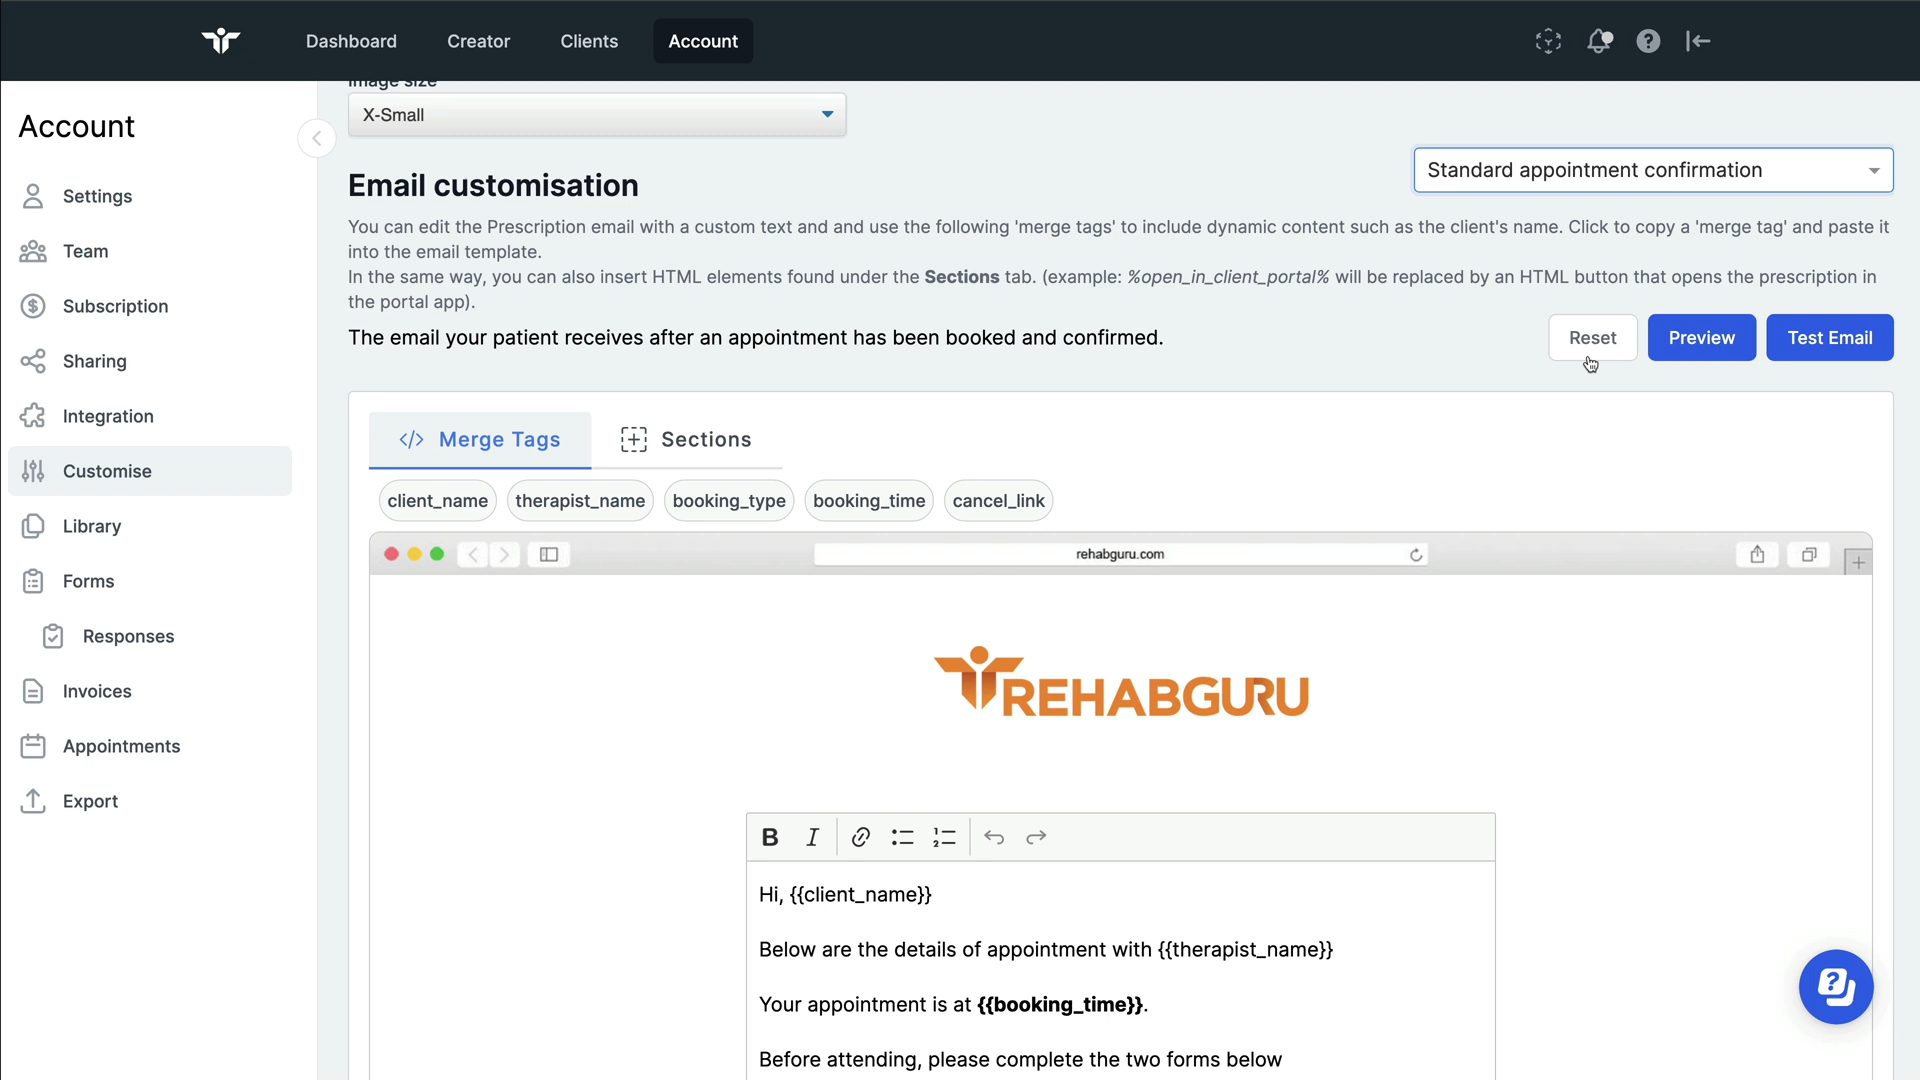 Dashboard
Creator
Clients
Account
Account
Settings
Team
Subscription
Sharing
Integration
Customise
Library
Forms
Responses
Invoices
Appointments
Export
Image size
X-Small
Email customisation
Standard appointment confirmation
You can edit the Prescription email with a custom text and and use the following 'merge tags' to include dynamic content such as the client's name. Click to copy a 'merge tag' and paste it
into the email template.
In the same way, you can also insert HTML elements found under the Sections tab. (example: %open_in_client_portal% will be replaced by an HTML button that opens the prescription in
the portal app).
The email your patient receives after an appointment has been booked and confirmed.
Reset
Preview
Test Email
</> Merge Tags
Sections
client_name
therapist_name
booking_type
booking_time
cancel_link
rehabguru.com
REHABGURU
B I
Hi, {{client_name}}
Below are the details of appointment with {{therapist_name}}
Your appointment is at {{booking_time}}.
Before attending, please complete the two forms below